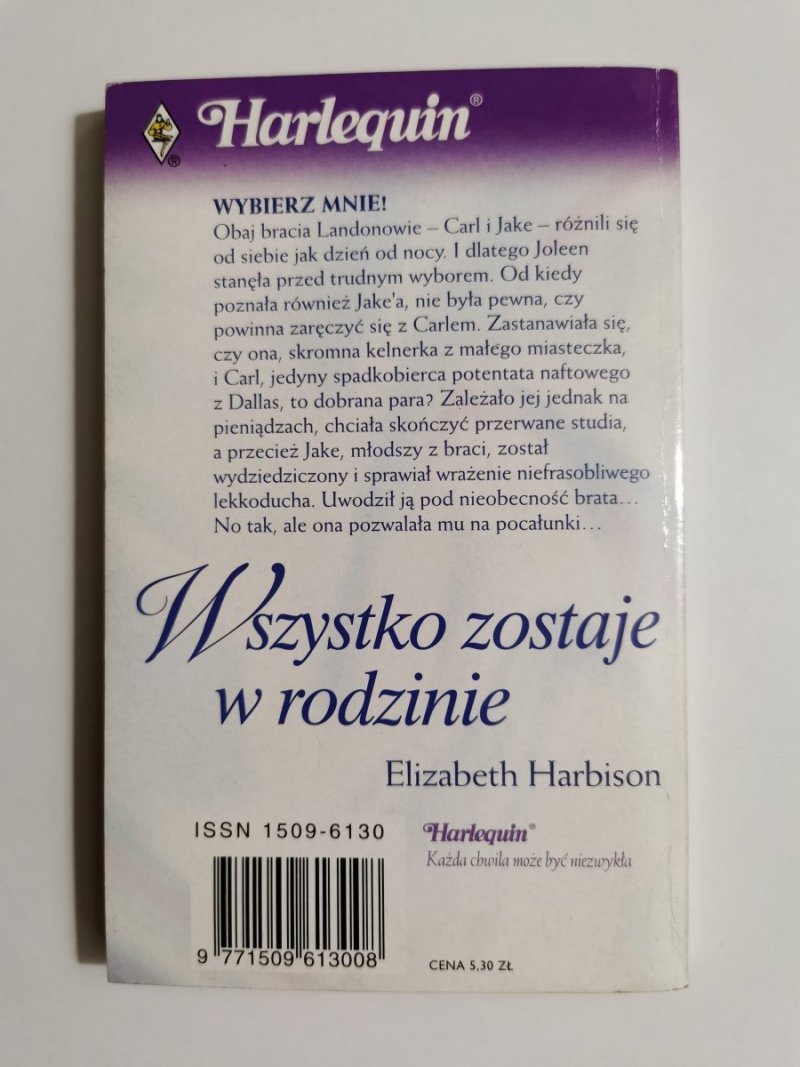 Harlequin®
®
WYBIERZ MNIE!
Obaj bracia Landonowie – Carl i Jake – różnili się
od siebie jak dzień od nocy. I dlatego Joleen
stanęła przed trudnym wyborem. Od kiedy
poznała również Jake'a, nie była pewna, czy
powinna zaręczyć się z Carlem. Zastanawiała się,
czy ona, skromna kelnerka z małego miasteczka,
i Carl, jedyny spadkobierca potentata naftowego
z Dallas, to dobrana para? Zależało jej jednak na
pieniądzach, chciała skończyć przerwane studia,
a przecież Jake, młodszy z braci, został
wydziedziczony i sprawiał wrażenie niefrasobliwego
lekkoducha. Uwodził ją pod nieobecność brata...
No tak, ale ona pozwalała mu na pocałunki...
Wszystko zostaje
w rodzinie
Elizabeth Harbison
ISSN 1509-6130
9 771509 613008
Harlequin®
Każda chwila może być niezwykła
CENA 5,30 ZŁ